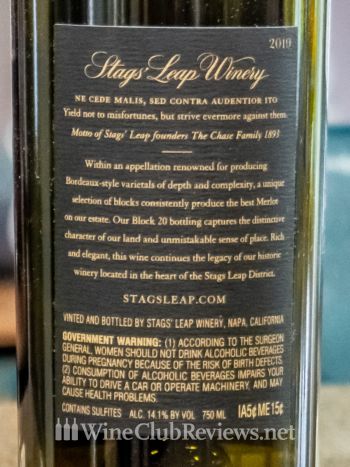 2019
Stags' Leap Winery
NE CEDE MALIS, SED CONTRA AUDENTIOR ITO
Yield not to misfortunes, but strive evermore against them.
Motto of Stags' Leap founders The Chase Family 1893
Within an appellation renowned for producing
Bordeaux-style varietals of depth and complexity, a unique
selection of blocks consistently produce the best Merlot
on our estate. Our Block 20 bottling captures the distinctive
character of our land and unmistakable sense of place. Rich
and elegant, this wine continues the legacy of our historic
winery located in the heart of the Stags Leap District.
STAGSLEAP.COM
VINTED AND BOTTLED BY STAGS' LEAP WINERY, NAPA, CALIFORNIA
GOVERNMENT WARNING: (1) ACCORDING TO THE SURGEON
GENERAL, WOMEN SHOULD NOT DRINK ALCOHOLIC BEVERAGES
DURING PREGNANCY BECAUSE OF THE RISK OF BIRTH DEFECTS.
(2) CONSUMPTION OF ALCOHOLIC BEVERAGES IMPAIRS YOUR
ABILITY TO DRIVE A CAR OR OPERATE MACHINERY, AND MAY
CAUSE HEALTH PROBLEMS.
CONTAINS SULFITES ALC. 14.1% BY VOL 750 ML IA5¢ ME15¢
WineClubReviews.net